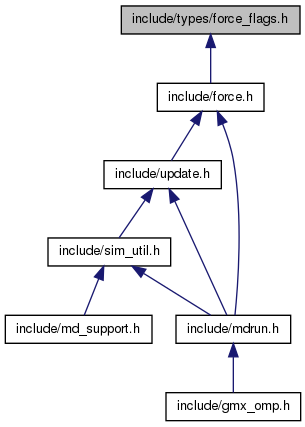 include/types/force_flags.h
include/force.h
include/update.h
include/sim_util.h
include/md_support.h
include/mdrun.h
include/gmx_omp.h